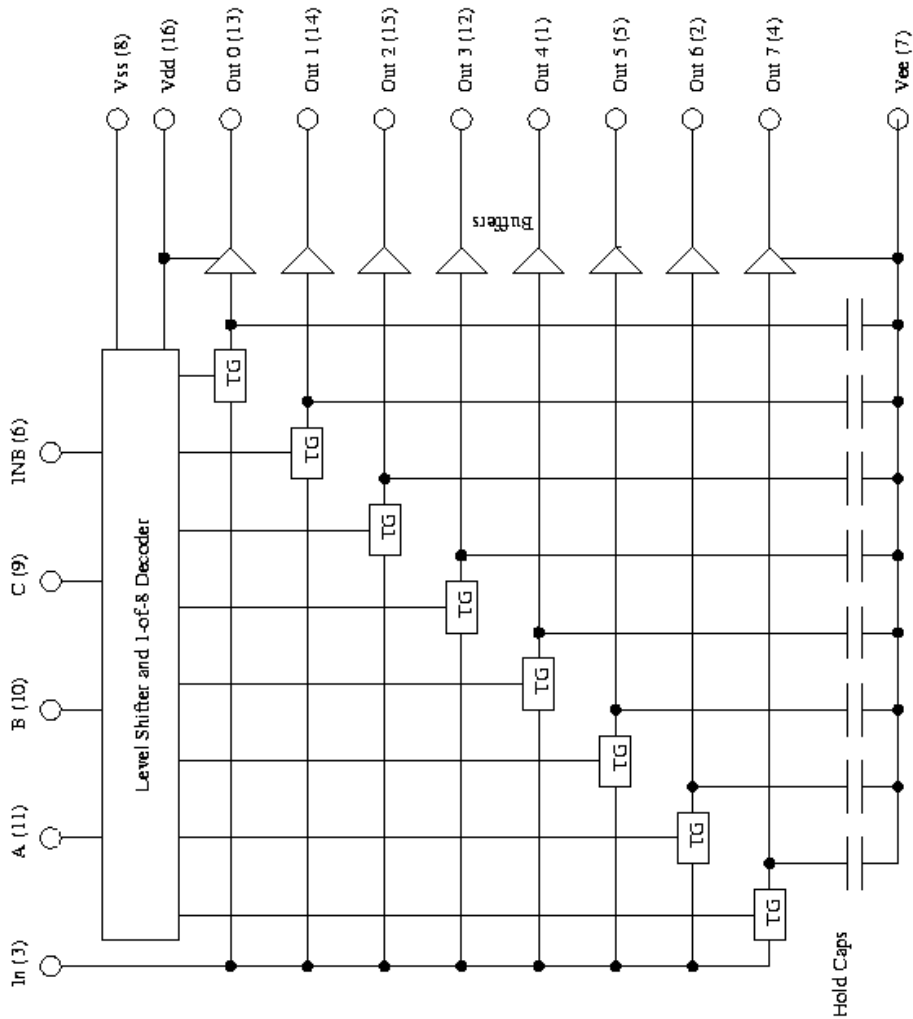 Vss (8)
Vdd (16)
Out 0 (13)
Out 1 (14)
Out 2 (15)
Out 3 (12)
Out 4 (1)
Out 5 (5)
Out 6 (2)
Out 7 (4)
Vee (7)
Buffers
INB (6)
C (9)
B (10)
A (11)
In (3)
Level Shifter and 1-of-8 Decoder
TG
TG
TG
TG
TG
TG
TG
TG
Hold Caps